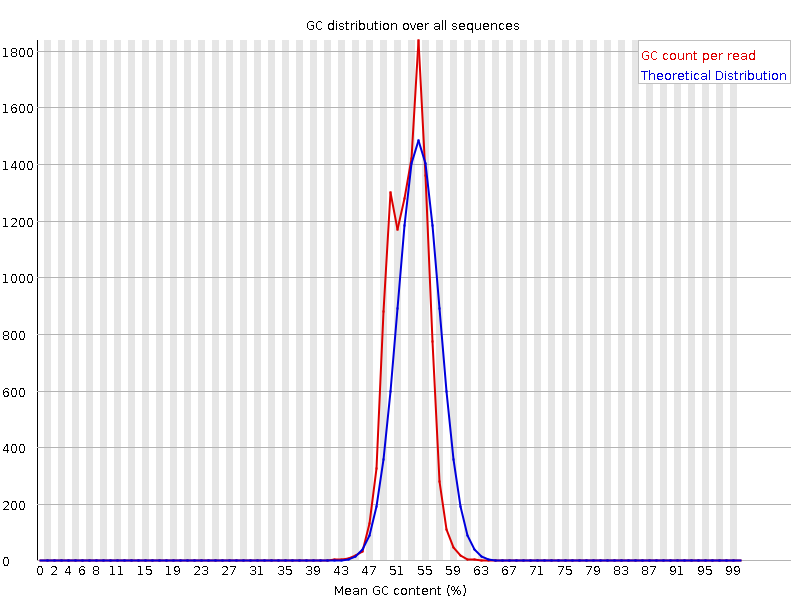 GC distribution over all sequences
GC count per read
Theoretical Distribution
1800
1600
1400
1200
1000
800
600
400
200
0
0 2 4 6 8 11 15 19 23 27 31 35 39 43 47 51 55 59 63 67 71 75 79 83 87 91 95 99
Mean GC content (%)